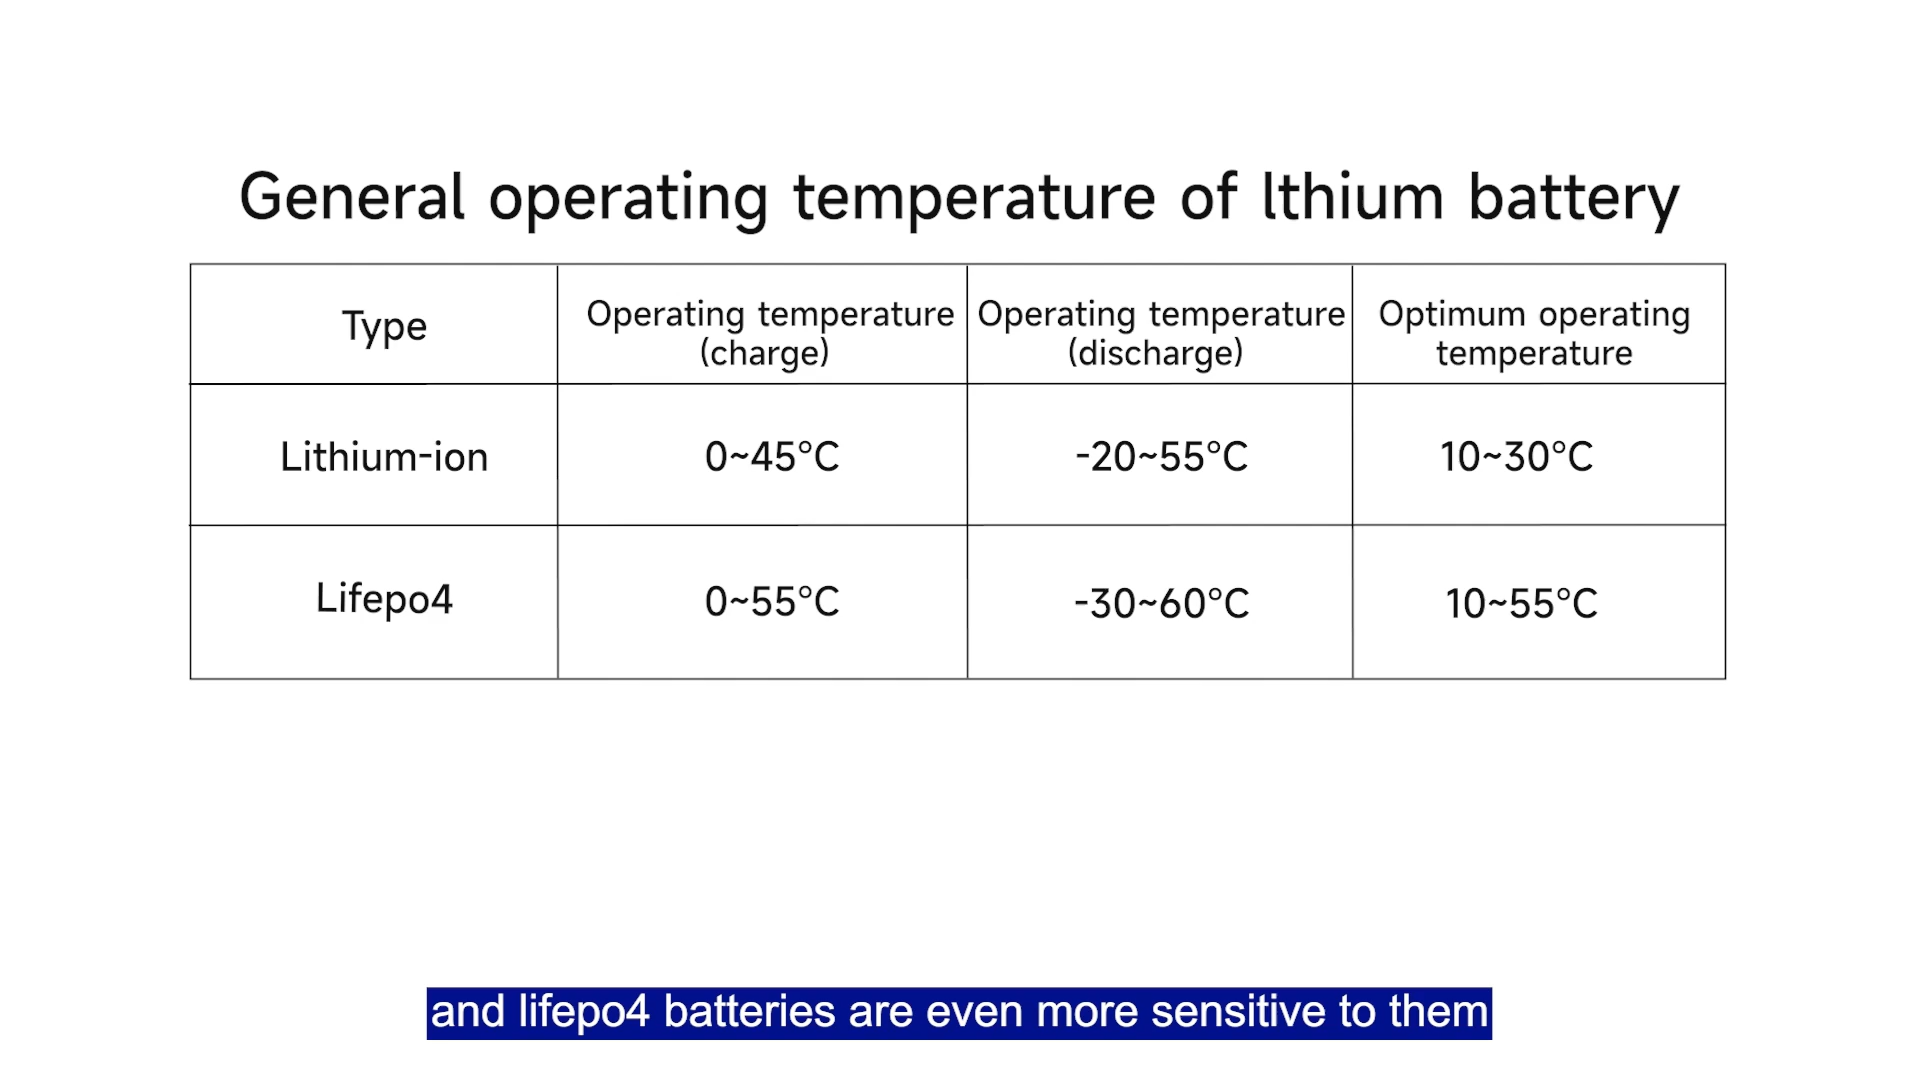 General operating temperature of lthium battery
Type
Operating temperature
(charge)
Operating temperature
(discharge)
Optimum operating
temperature
Lithium-ion
0~45°C
-20~55°C
10~30°C
Lifepo4
0~55°C
-30~60°C
10~55°C
and lifepo4 batteries are even more sensitive to them